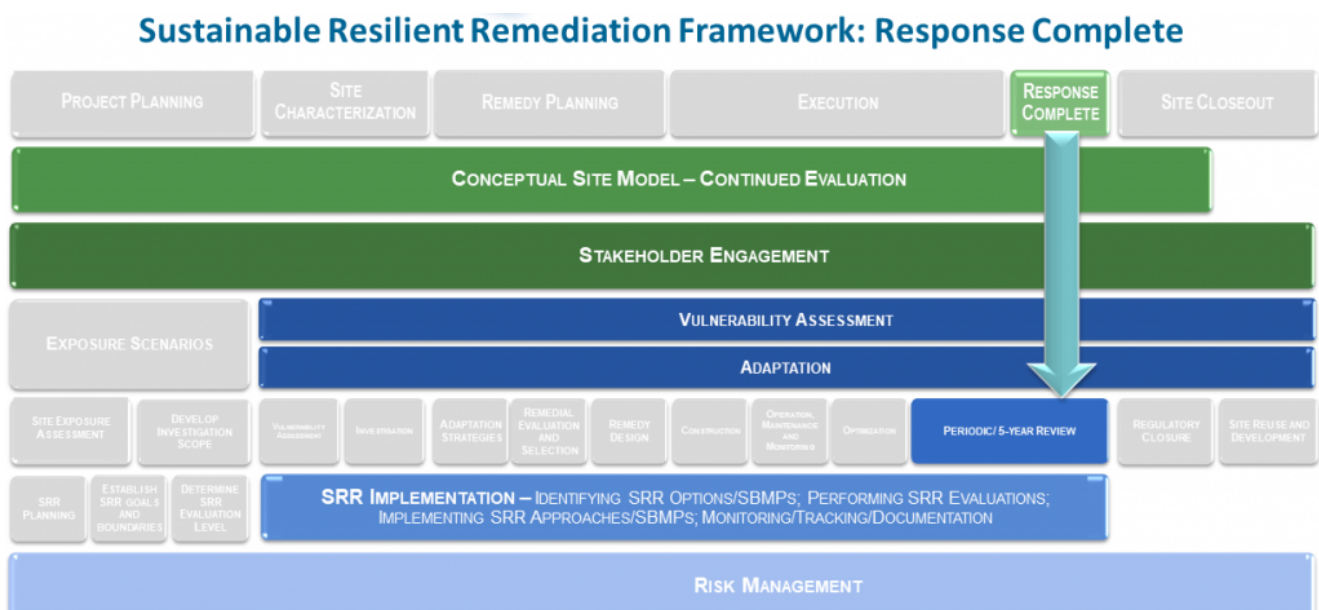 Sustainable Resilient Remediation Framework: Response Complete
PROJECT PLANNING
SITE
CHARACTERIZATION
REMEDY PLANNING
EXECUTION
RESPONSE
COMPLETE
SITE CLOSEOUT
CONCEPTUAL SITE MODEL – CONTINUED EVALUATION
STAKEHOLDER ENGAGEMENT
EXPOSURE SCENARIOS
VULNERABILITY ASSESSMENT
ADAPTATION
SITE EXPOSURE
ASSESSMENT
DEVELOP
INVESTIGATION
SCOPE
VULNERABILITY
ASSESSMENT
INVESTIGATION
ADAPTATION
STRATEGIES
REMEDIAL
EVALUATION
AND
SELECTION
REMEDY
DESIGN
CONSTRUCTION
OPERATION,
MAINTENANCE
AND
MONITORING
OPTIMIZATION
PERIODIC/ 5-YEAR REVIEW
REGULATORY
CLOSURE
SITE REUSE AND
DEVELOPMENT
SRR
PLANNING
ESTABLISH
SRR GOALS
AND
BOUNDARIES
DETERMINE
SRR
EVALUATION
LEVEL
SRR IMPLEMENTATION – IDENTIFYING SRR OPTIONS/SBMPS; PERFORMING SRR EVALUATIONS;
IMPLEMENTING SRR APPROACHES/SBMPS; MONITORING/TRACKING/DOCUMENTATION
RISK MANAGEMENT